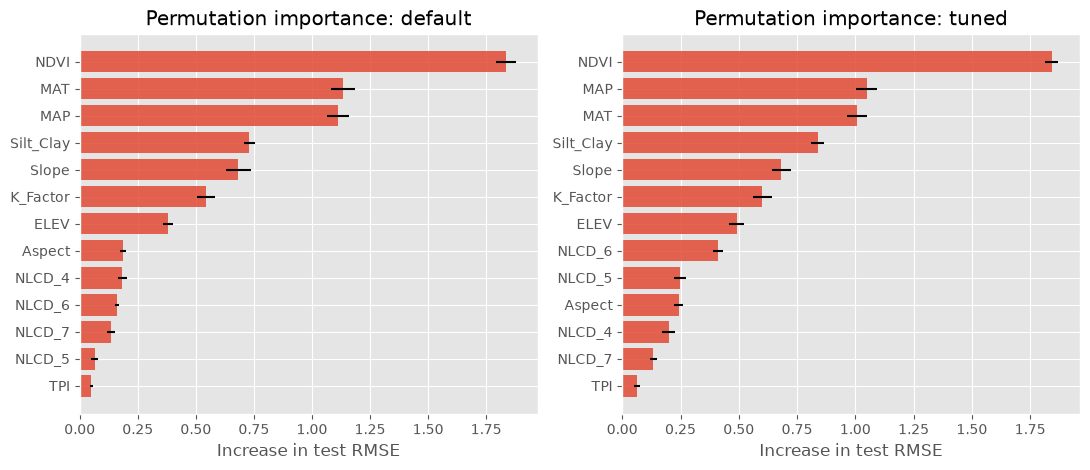 Permutation importance: default
NDVI
MAT
MAP
Silt_Clay
Slope
K_Factor
ELEV
Aspect
NLCD_4
NLCD_6
NLCD_7
NLCD_5
TPI
0.00 0.25 0.50 0.75 1.00 1.25 1.50 1.75
Increase in test RMSE
Permutation importance: tuned
NDVI
MAP
MAT
Silt_Clay
Slope
K_Factor
ELEV
NLCD_6
NLCD_5
Aspect
NLCD_4
NLCD_7
TPI
0.00 0.25 0.50 0.75 1.00 1.25 1.50 1.75
Increase in test RMSE